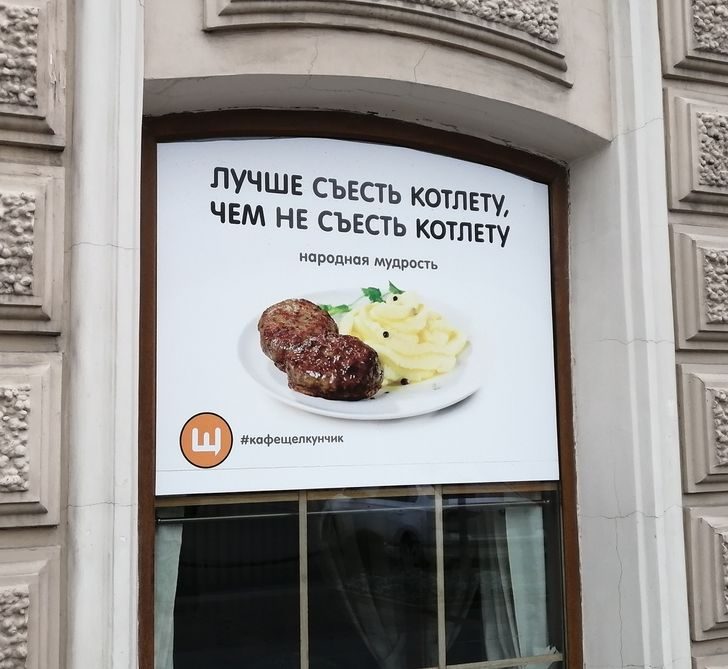 ЛУЧШЕ СЪЕСТЬ КОТЛЕТУ,
ЧЕМ НЕ СЪЕСТЬ КОТЛЕТУ
народная мудрость
Щ
#кафещелкунчик